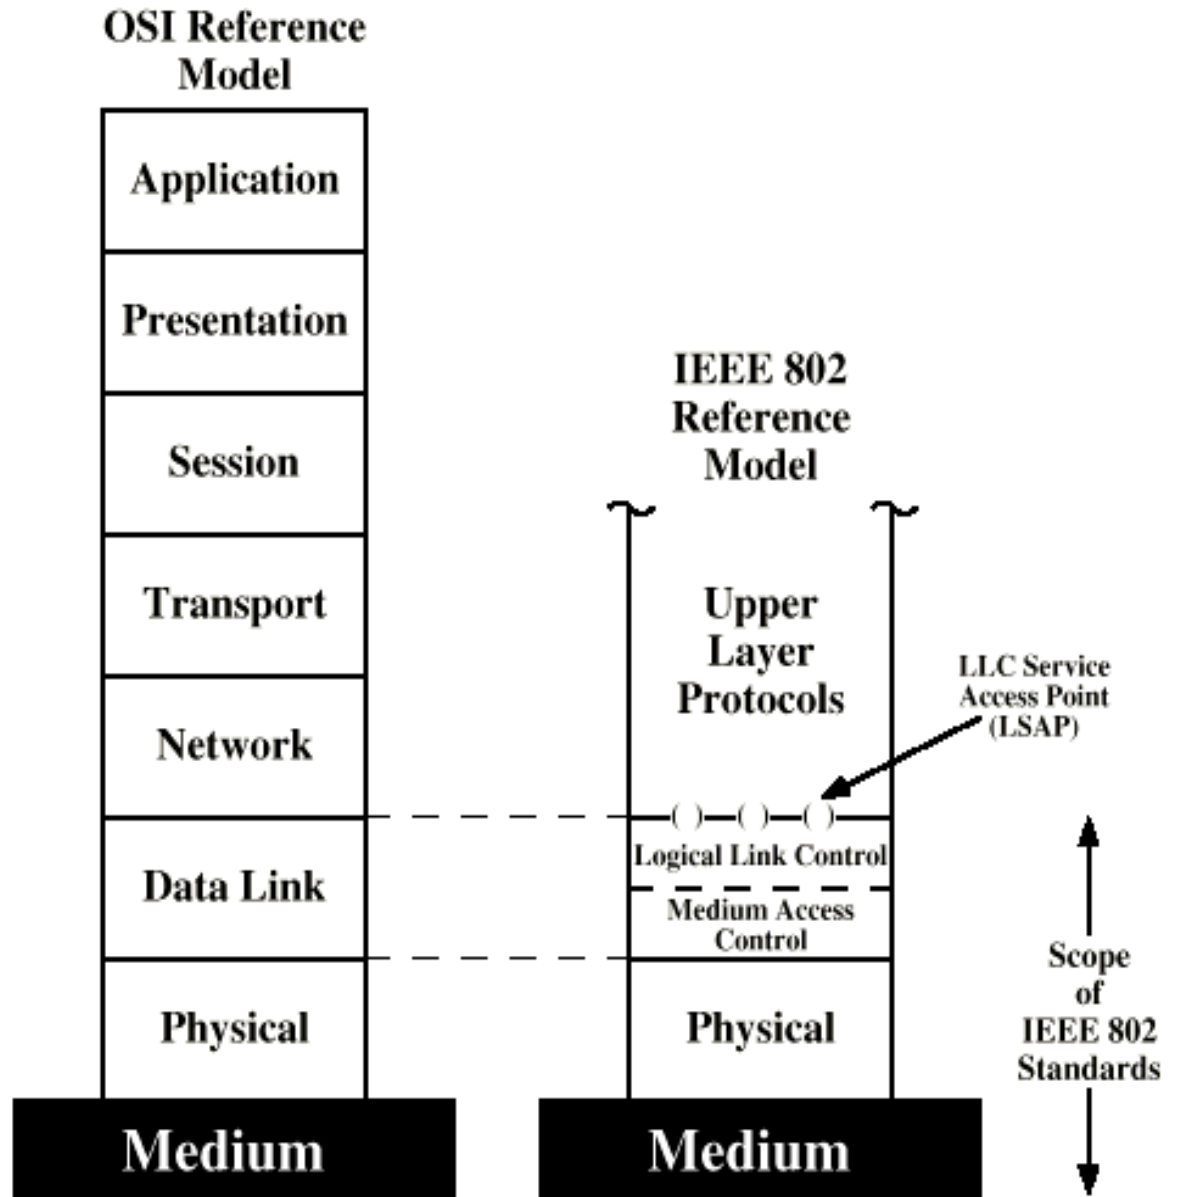 OSI Reference
Model
Application
Presentation
Session
Transport
Network
Data Link
Physical
Medium
IEEE 802
Reference
Model
Upper
Layer
Protocols
LLC Service
Access Point
(LSAP)
Logical Link Control
Medium Access
Control
Physical
Medium
Scope
of
IEEE 802
Standards